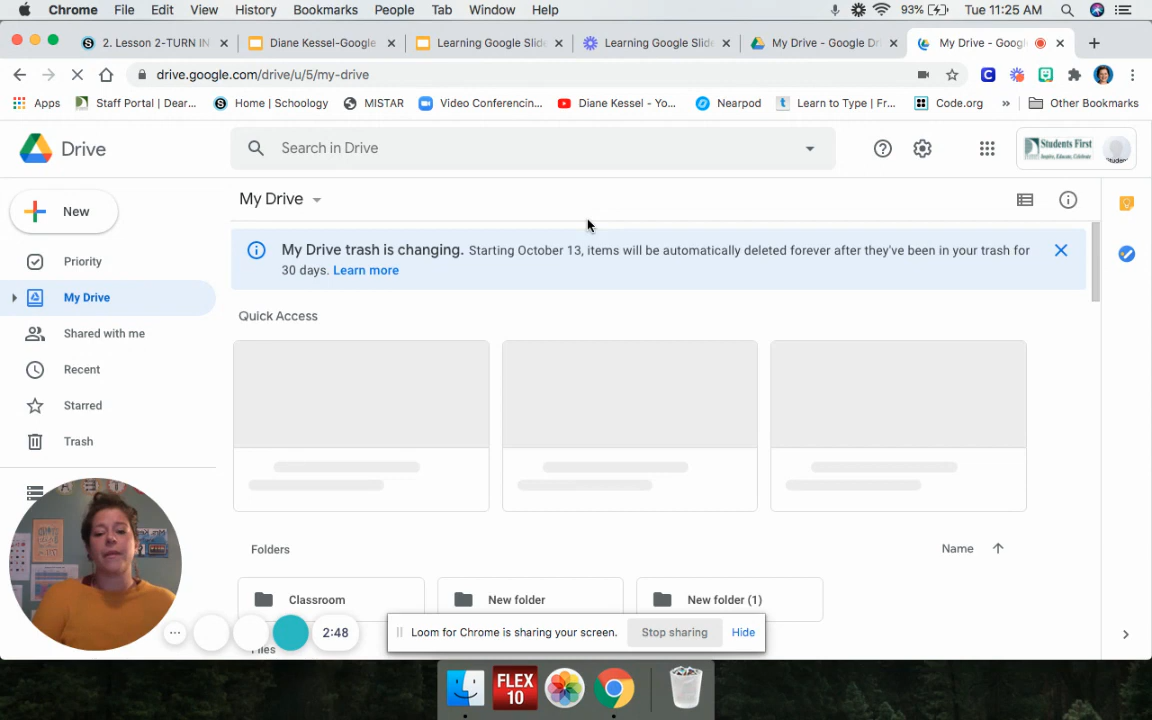 Chrome File Edit View History Bookmarks People Tab Window Help 93% Tue 11:25 AM
2. Lesson 2-TURN IN Diane Kessel-Google Learning Google Slid Learning Google Slide My Drive - Google Dr My Drive - Googl
drive.google.com/drive/u/5/my-drive
Apps Staff Portal | Dear... Home | Schoology MISTAR Video Conferencin... Diane Kessel - Yo... Nearpod Learn to Type | Fr... Code.org » Other Bookmarks
Drive Search in Drive Students First
Inspire, Educate, Celebrate
My Drive
New
My Drive trash is changing. Starting October 13, items will be automatically deleted forever after they've been in your trash for
30 days. Learn more
Priority
My Drive
Quick Access
Shared with me
Recent
Starred
Trash
Folders Name
Classroom New folder New folder (1)
2:48 Loom for Chrome is sharing your screen. Stop sharing Hide
Files
FLEX
10